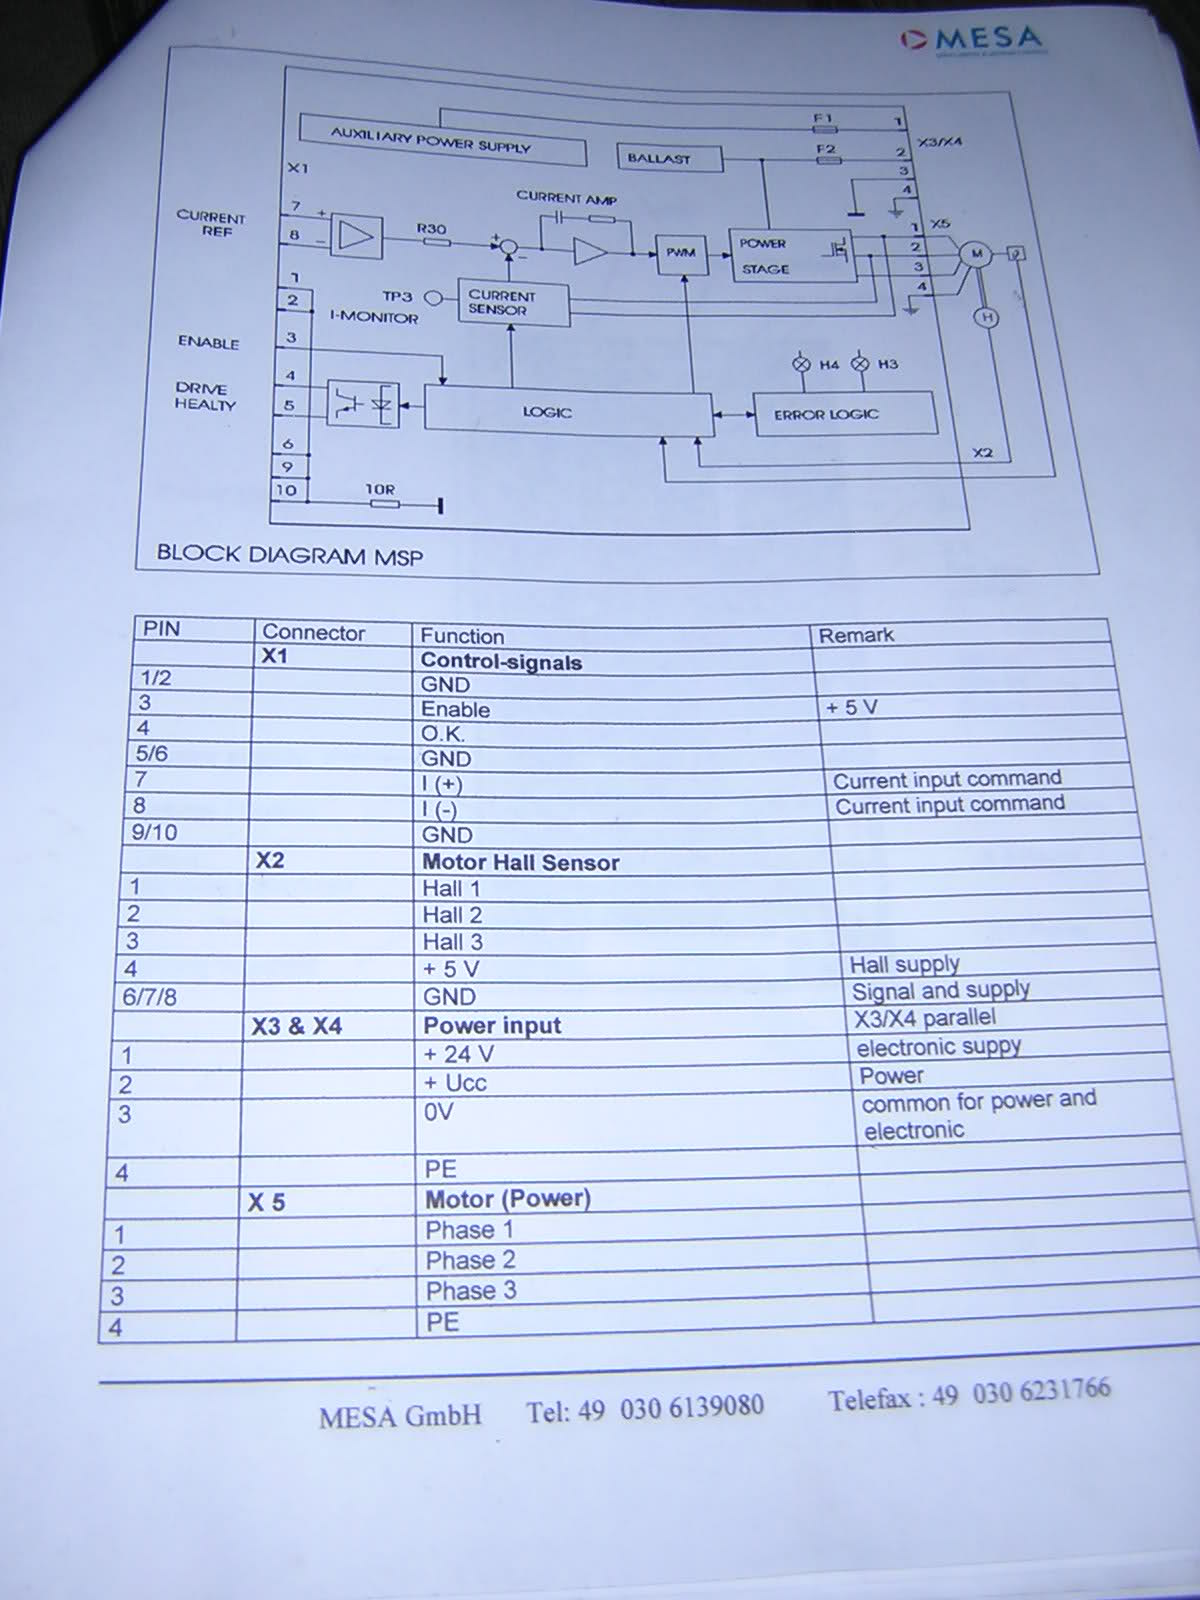 MESA
AUXILIARY POWER SUPPLY
BALLAST
F1
F2
1
2
3
4
X3/X4
X1
CURRENT AMP
CURRENT
REF
7
8
+
−
R30
+
−
PWM
POWER
STAGE
1
2
3
4
X5
M
H
1
2
TP3
I-MONITOR
CURRENT
SENSOR
ENABLE
3
DRIVE
HEALTY
4
5
LOGIC
H4
H3
ERROR LOGIC
6
9
10
10R
X2
BLOCK DIAGRAM MSP
PIN Connector Function Remark
X1 Control-signals
1/2 GND
3 Enable + 5 V
4 O.K.
5/6 GND
7 I (+) Current input command
8 I (-) Current input command
9/10 GND
X2 Motor Hall Sensor
1 Hall 1
2 Hall 2
3 Hall 3
4 + 5 V Hall supply
6/7/8 GND Signal and supply
X3 & X4 Power input X3/X4 parallel
1 + 24 V electronic suppy
2 + Ucc Power
3 0V common for power and
electronic
4 PE
X 5 Motor (Power)
1 Phase 1
2 Phase 2
3 Phase 3
4 PE
MESA GmbH Tel: 49 030 6139080 Telefax : 49 030 6231766